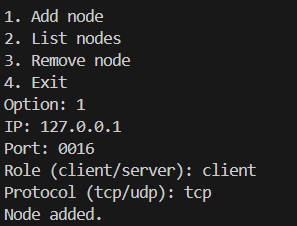 1. Add node
2. List nodes
3. Remove node
4. Exit
Option: 1
IP: 127.0.0.1
Port: 0016
Role (client/server): client
Protocol (tcp/udp): tcp
Node added.